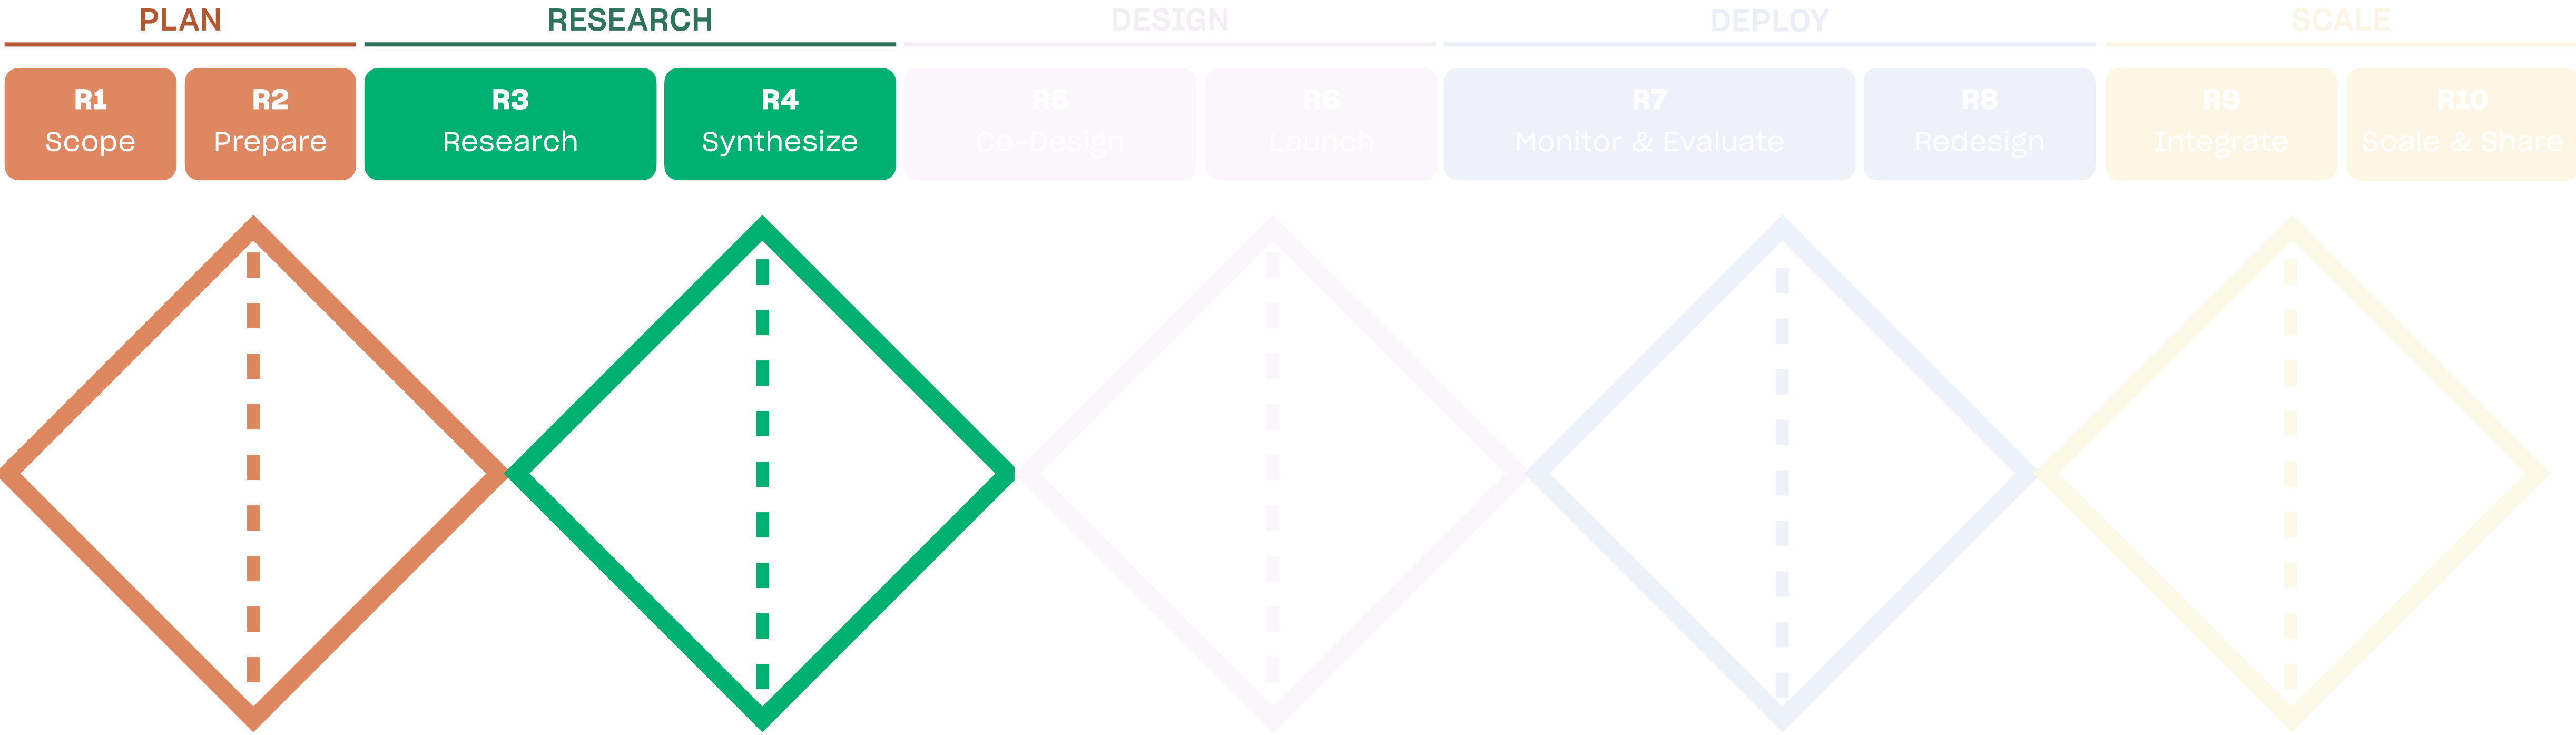 PLAN
RESEARCH
DESIGN
DEPLOY
SCALE
R1
Scope
R2
Prepare
R3
Research
R4
Synthesize
R5
Co-Design
R6
Launch
R7
Monitor & Evaluate
R8
Redesign
R9
Integrate
R10
Scale & Share